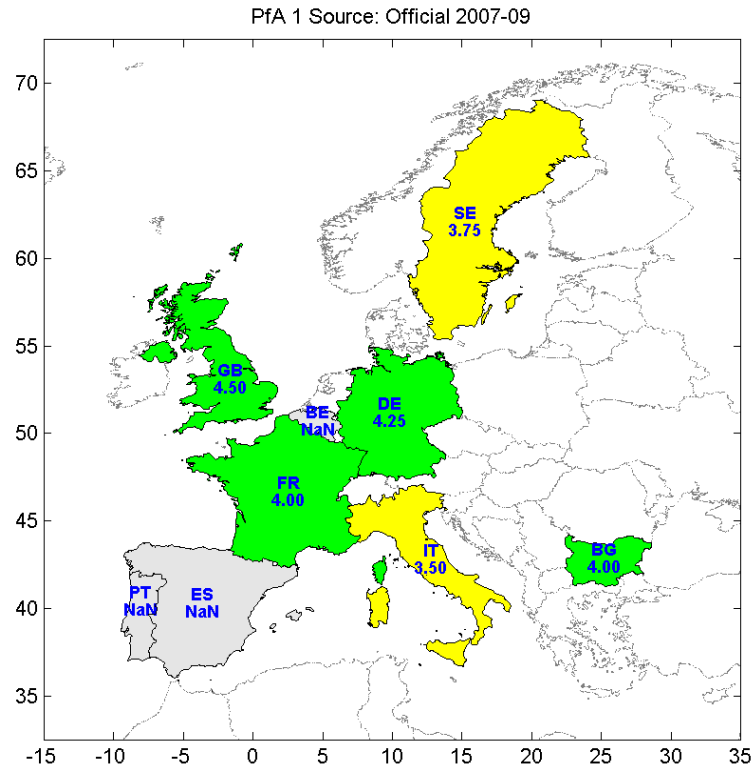 PfA 1 Source: Official 2007-09
70
65
SE
3.75
60
55
GB
4.50
DE
4.25
BE
NaN
50
FR
4.00
45
IT
3.50
BG
4.00
PT
NaN
ES
NaN
40
35
-15 -10 -5 0 5 10 15 20 25 30 35